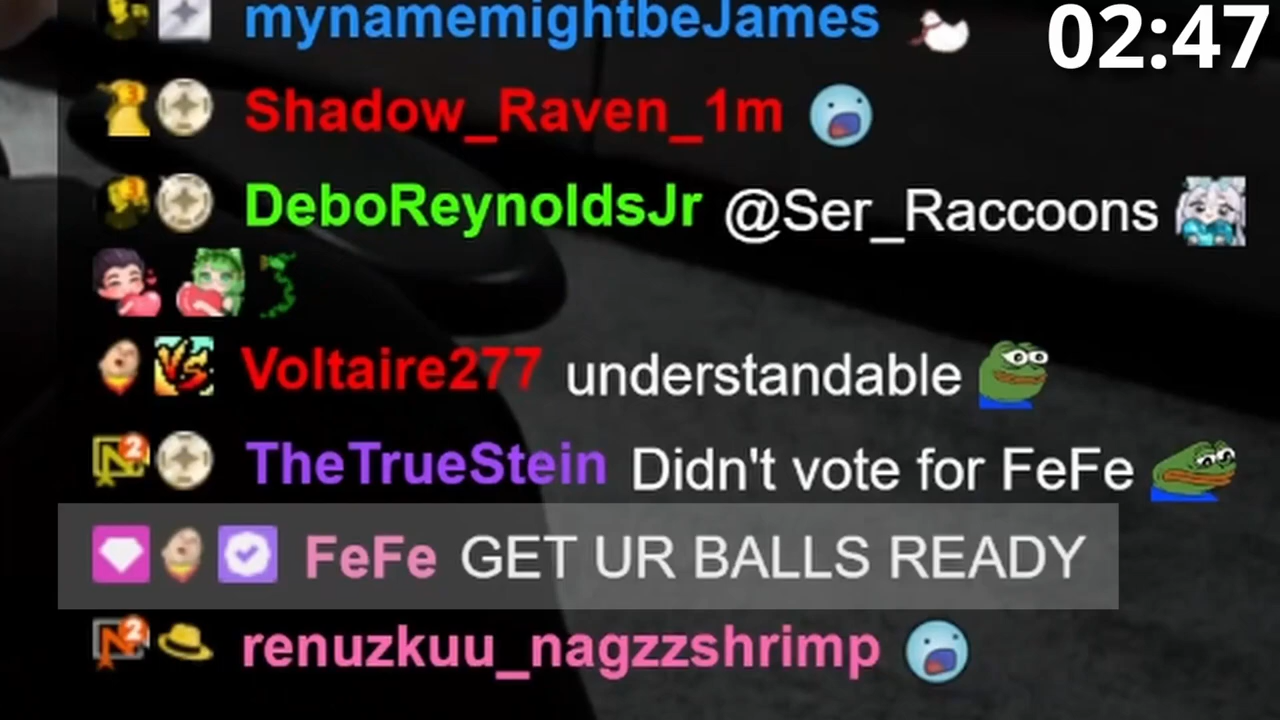 mynamemightbeJames
02:47
Shadow_Raven_1m
DeboReynoldsJr @Ser_Raccoons
Voltaire277 understandable
TheTrueStein Didn't vote for FeFe
FeFe GET UR BALLS READY
renuzkuu_nagzzshrimp